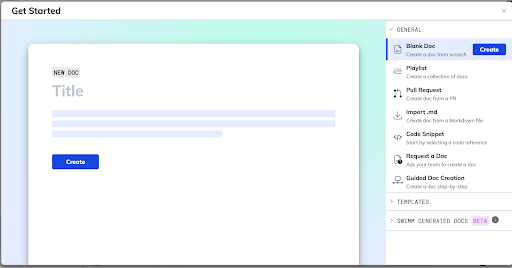 Get Started
NEW DOC
Title
Create
GENERAL
Blank Doc
Create a doc from scratch
Create
Playlist
Create a collection of docs
Pull Request
Create doc from a PR
Import .md
Create doc from a Markdown file
Code Snippet
Start by selecting a code reference
Request a Doc
Ask your team to create a doc
Guided Doc Creation
Create a doc step-by-step
TEMPLATES
SWIMM GENERATED DOCS BETA